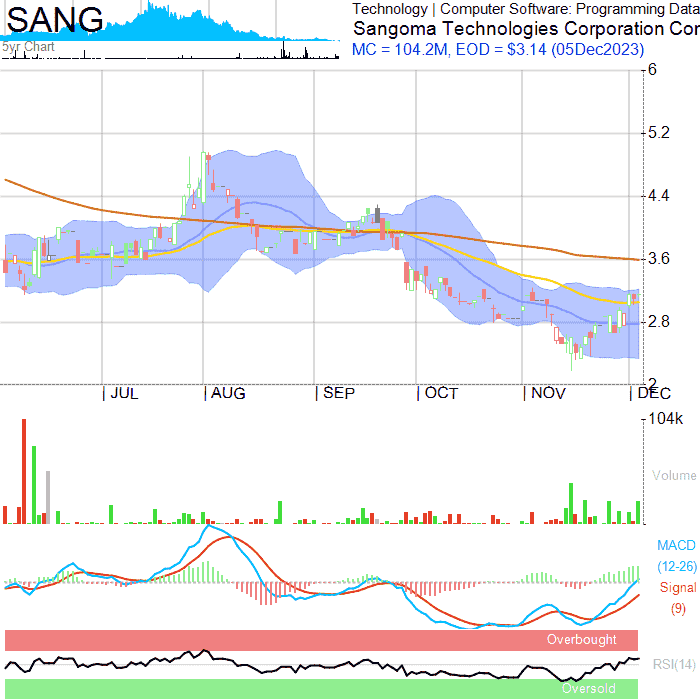 SANG
5yr Chart
Technology | Computer Software: Programming Data
Sangoma Technologies Corporation Cor
MC = 104.2M, EOD = $3.14 (05Dec2023)
6
5.2
4.4
3.6
2.8
2
JUL AUG SEP OCT NOV DEC
104k
Volume
MACD
(12-26)
Signal
(9)
Overbought
RSI(14)
Oversold